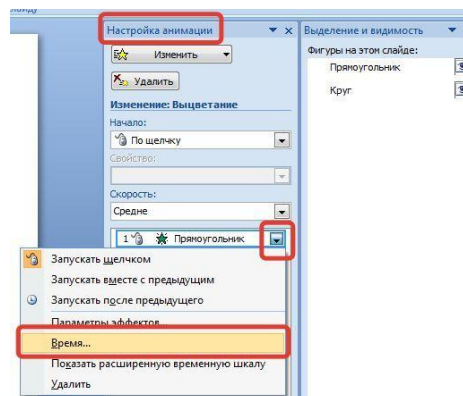 Настройка анимации
Изменить
Удалить
Изменение: Выцветание
Начало:
По щелчку
Свойство:
Скорость:
Средне
1 Прямоугольник
Запускать щелчком
Запускать вместе с предыдущим
Запускать после предыдущего
Параметры эффектов...
Время...
Показать расширенную временную шкалу
Удалить
Выделение и видимость
Фигуры на этом слайде:
Прямоугольник
Круг